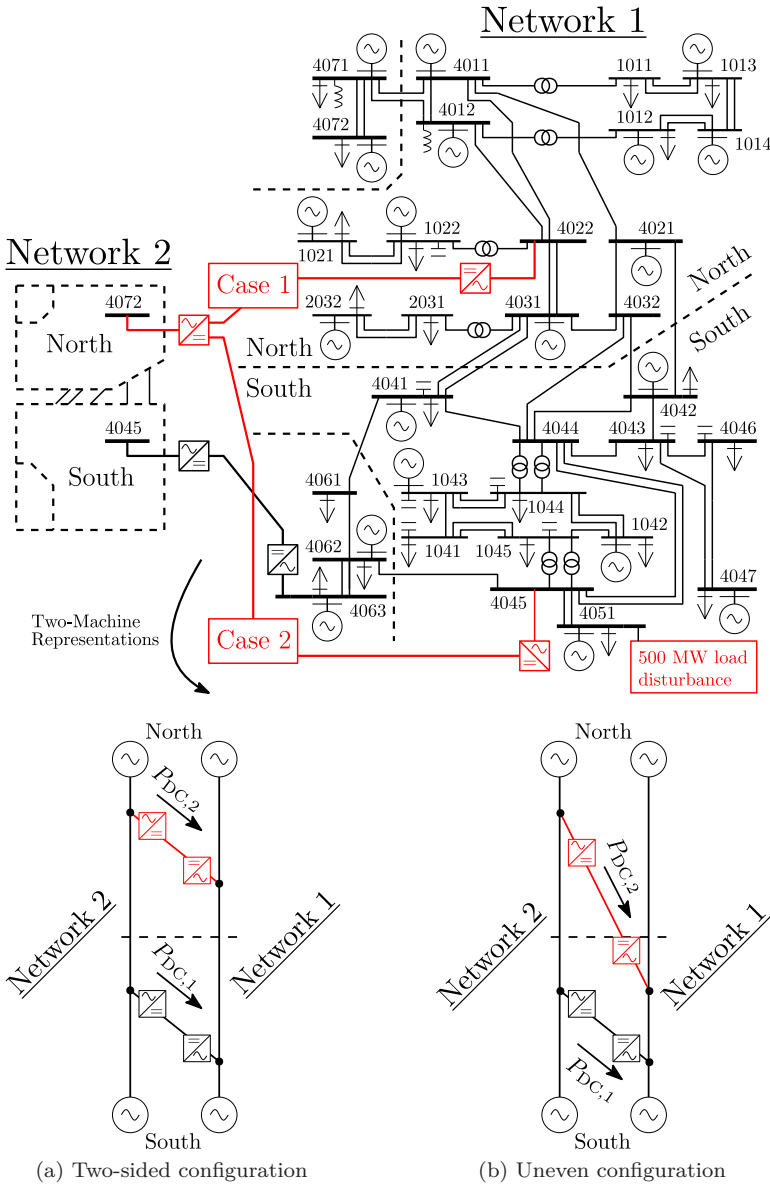 Network 1
4071
4011
1011
1013
4072
4012
1012
1014
1021
1022
4022
4021
Network 2
Case 1
4072
North
2032
2031
4031
4032
North
North
South
South
4041
4042
4045
South
4044
4043
4046
4061
1043
1044
1042
4062
1041
1045
4063
4045
4047
4051
Two-Machine
Representations
Case 2
500 MW load
disturbance
North
North
P_DC,2
P_DC,2
Network 2
Network 1
Network 2
Network 1
P_DC,1
P_DC,1
South
South
(a) Two-sided configuration
(b) Uneven configuration